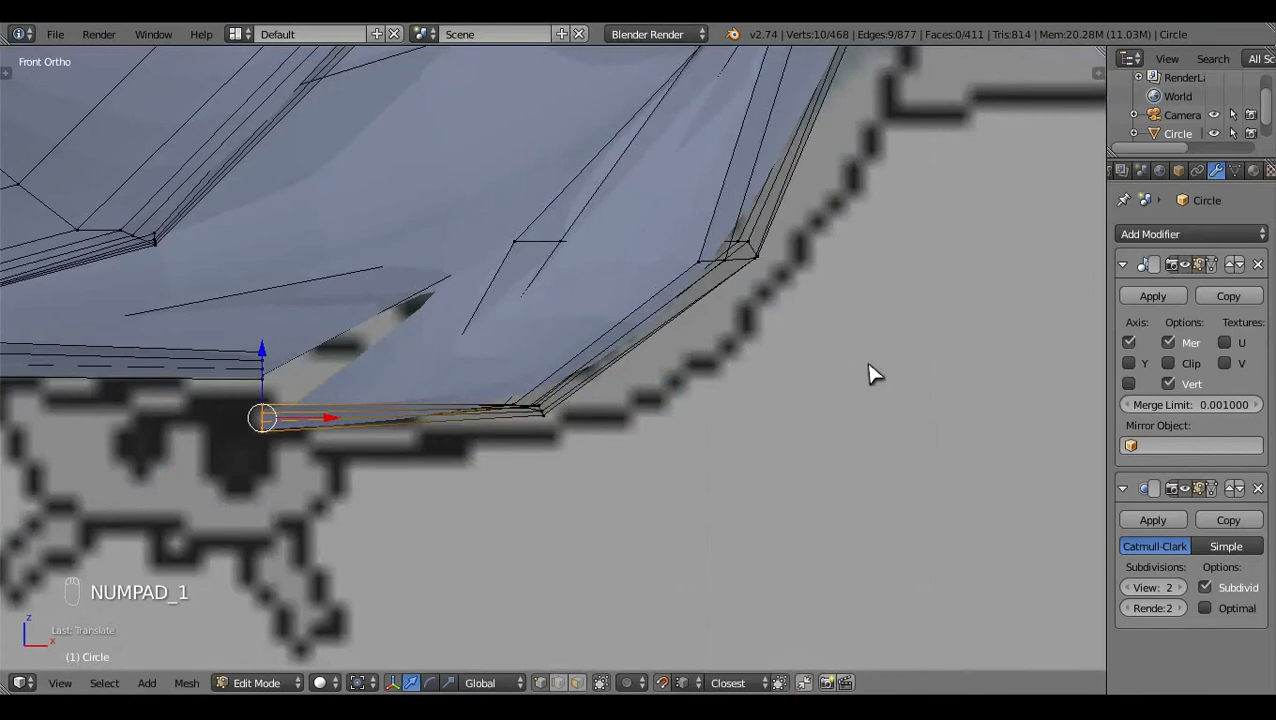 File Render Window Help Default Scene Blender Render v2.74 | Verts:10/468 | Edges:9/877 | Faces:0/411 | Tris:814 | Mem:20.28M (11.03M) | Circle
Front Ortho
View Search All Sc
RenderL
World
Camera
Circle
Circle
Add Modifier
Apply Copy
Axis: Options: Textures:
Mer U
Y Clip V
Vert
Merge Limit: 0.001000
Mirror Object:
Apply Copy
Catmull-Clark Simple
Subdivisions: Options:
View: 2 Subdivid
Rende: 2 Optimal
NUMPAD_1
Last: Translate
z
x
(1) Circle
View Select Add Mesh Edit Mode Global Closest